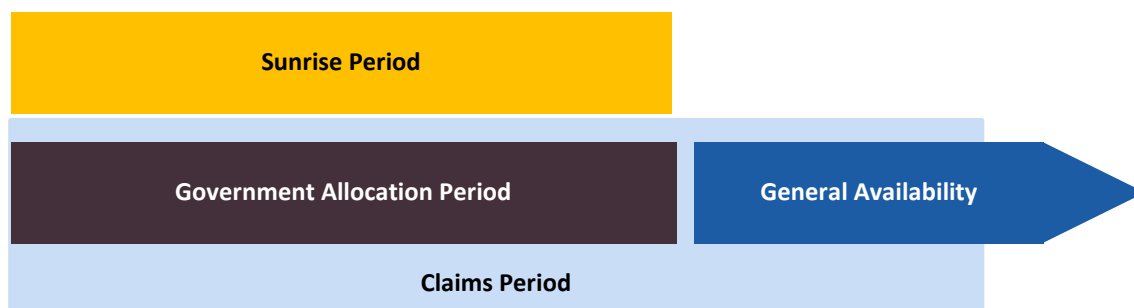 Sunrise Period
Government Allocation Period
General Availability
Claims Period